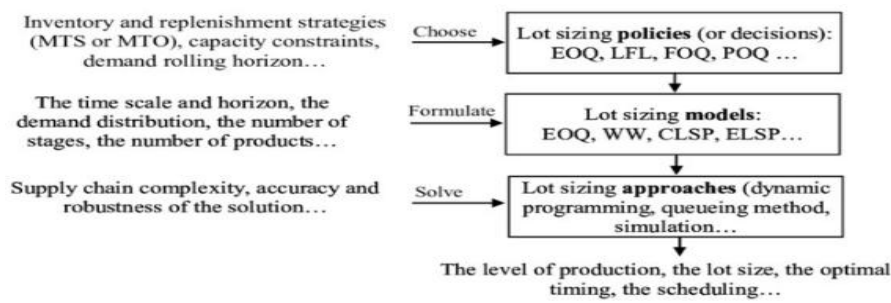 Inventory and replenishment strategies
(MTS or MTO), capacity constraints,
demand rolling horizon…
Choose
Lot sizing policies (or decisions):
EOQ, LFL, FOQ, POQ …
The time scale and horizon, the
demand distribution, the number of
stages, the number of products…
Formulate
Lot sizing models:
EOQ, WW, CLSP, ELSP…
Supply chain complexity, accuracy and
robustness of the solution…
Solve
Lot sizing approaches (dynamic
programming, queueing method,
simulation…
The level of production, the lot size, the optimal
timing, the scheduling…